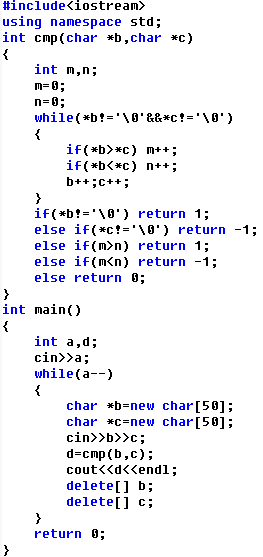 #include<iostream>
using namespace std;
int cmp(char *b,char *c)
{
    int m,n;
    m=0;
    n=0;
    while(*b!='\0'&&*c!='\0')
    {
        if(*b>*c) m++;
        if(*b<*c) n++;
        b++;c++;
    }
    if(*b!='\0') return 1;
    else if(*c!='\0') return -1;
    else if(m>n) return 1;
    else if(m<n) return -1;
    else return 0;
}
int main()
{
    int a,d;
    cin>>a;
    while(a--)
    {
        char *b=new char[50];
        char *c=new char[50];
        cin>>b>>c;
        d=cmp(b,c);
        cout<<d<<endl;
        delete[] b;
        delete[] c;
    }
    return 0;
}